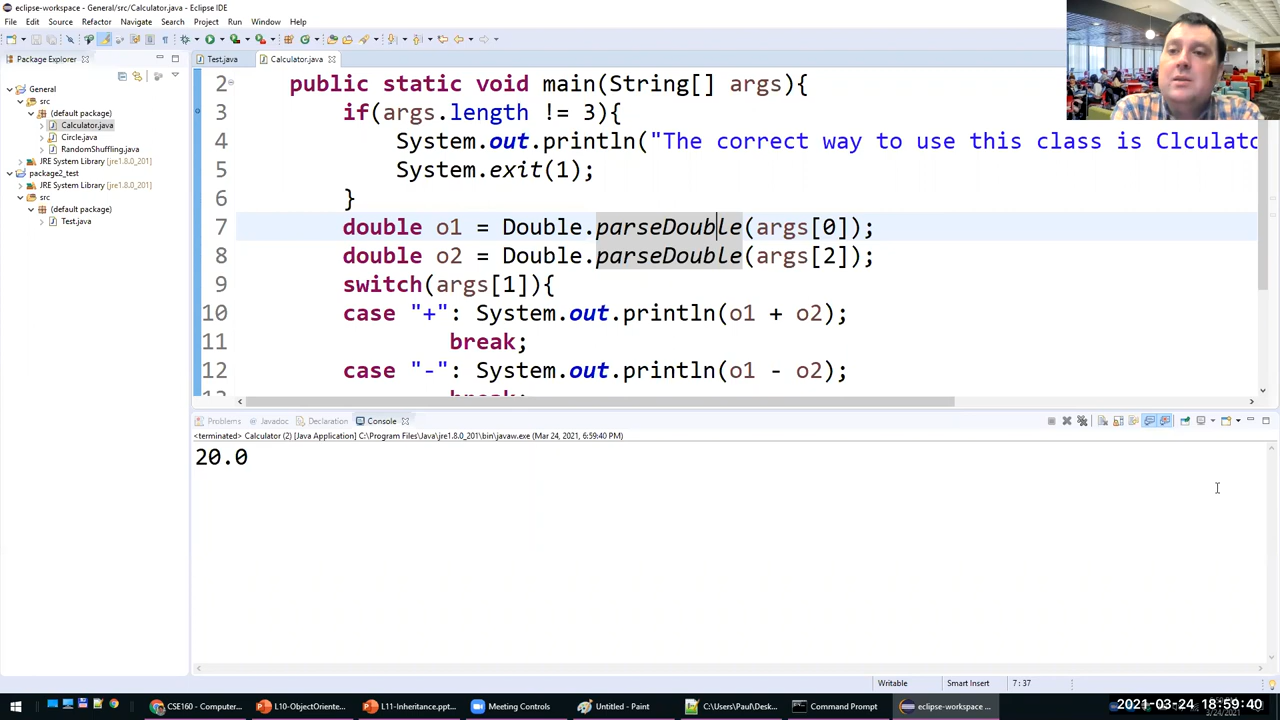 eclipse-workspace - General/src/Calculator.java - Eclipse IDE
File Edit Source Refactor Navigate Search Project Run Window Help
Package Explorer
General
src
(default package)
Calculator.java
Circle.java
RandomShuffling.java
JRE System Library [jre1.8.0_201]
package2_test
JRE System Library [jre1.8.0_201]
src
(default package)
Test.java
Test.java Calculator.java
2 public static void main(String[] args){
3 if(args.length != 3){
4 System.out.println("The correct way to use this class is Clculato
5 System.exit(1);
6 }
7 double o1 = Double.parseDouble(args[0]);
8 double o2 = Double.parseDouble(args[2]);
9 switch(args[1]){
10 case "+": System.out.println(o1 + o2);
11 break;
12 case "-": System.out.println(o1 - o2);
13 break;
Problems Javadoc Declaration Console
<terminated> Calculator (2) [Java Application] C:\Program Files\Java\jre1.8.0_201\bin\javaw.exe (Mar 24, 2021, 6:59:40 PM)
20.0
Writable Smart Insert 7 : 37
CSE160 - Computer... L10-ObjectOriente... L11-Inheritance.ppt... Meeting Controls Untitled - Paint C:\Users\Paul\Desk... Command Prompt eclipse-workspace ...
2021-03-24 18:59:40